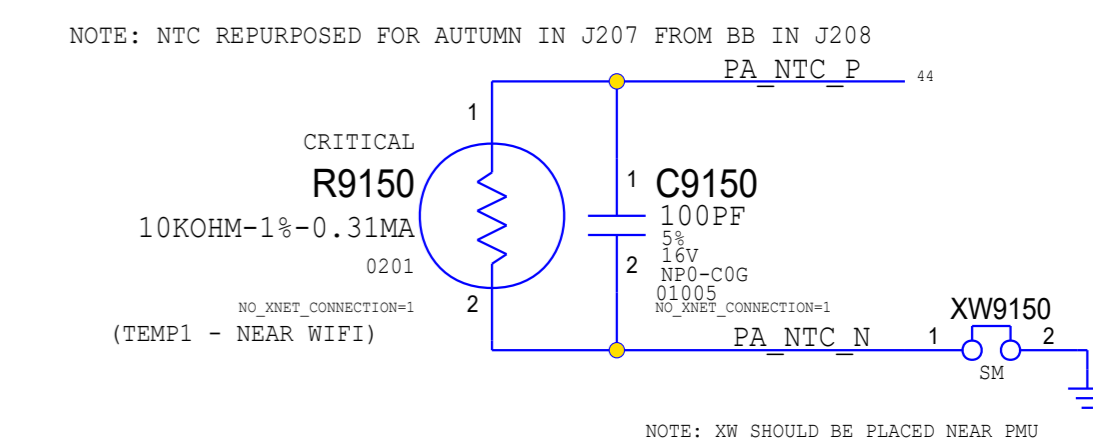 NOTE: NTC REPURPOSED FOR AUTUMN IN J207 FROM BB IN J208
PA_NTC_P 44
1
CRITICAL
R9150
10KOHM-1%-0.31MA
0201
NO_XNET_CONNECTION=1
2
(TEMP1 - NEAR WIFI)
1
C9150
100PF
5%
16V
NP0-C0G
01005
2
NO_XNET_CONNECTION=1
PA_NTC_N
XW9150
1
2
SM
NOTE: XW SHOULD BE PLACED NEAR PMU